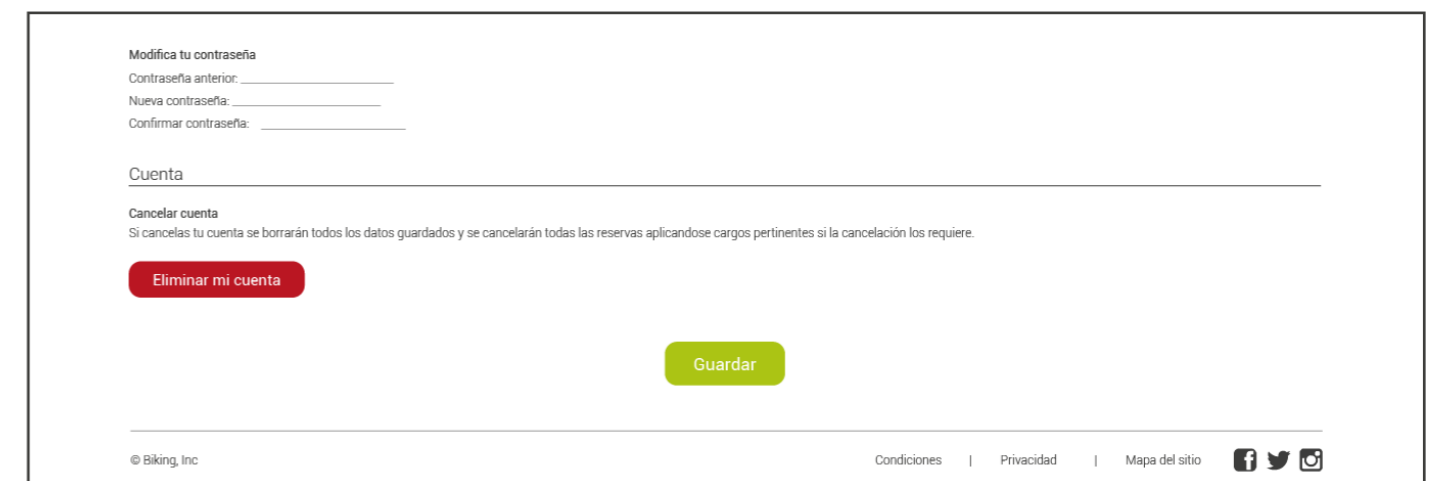 Modifica tu contraseña
Contraseña anterior:
Nueva contraseña:
Confirmar contraseña:
Cuenta
Cancelar cuenta
Si cancelas tu cuenta se borrarán todos los datos guardados y se cancelarán todas las reservas aplicandose cargos pertinentes si la cancelación los requiere.
Eliminar mi cuenta
Guardar
© Biking, Inc Condiciones | Privacidad | Mapa del sitio